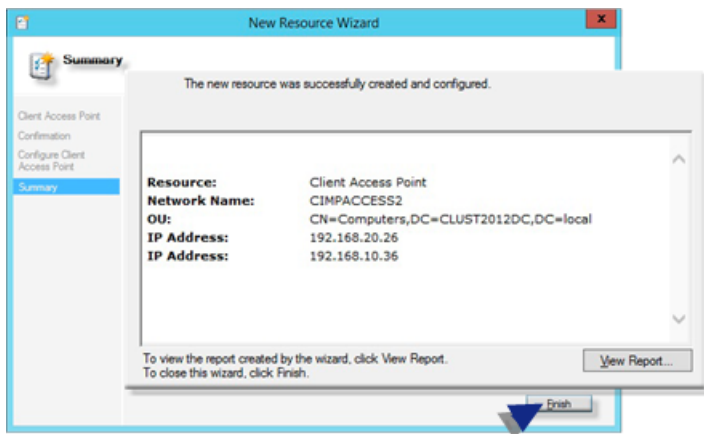 New Resource Wizard
x
Summary
The new resource was successfully created and configured.
Client Access Point
Confirmation
Configure Client
Access Point
Summary
Resource: Client Access Point
Network Name: CIMPACCESS2
OU: CN=Computers,DC=CLUST2012DC,DC=local
IP Address: 192.168.20.26
IP Address: 192.168.10.36
To view the report created by the wizard, click View Report.
To close this wizard, click Finish.
View Report...
Finish